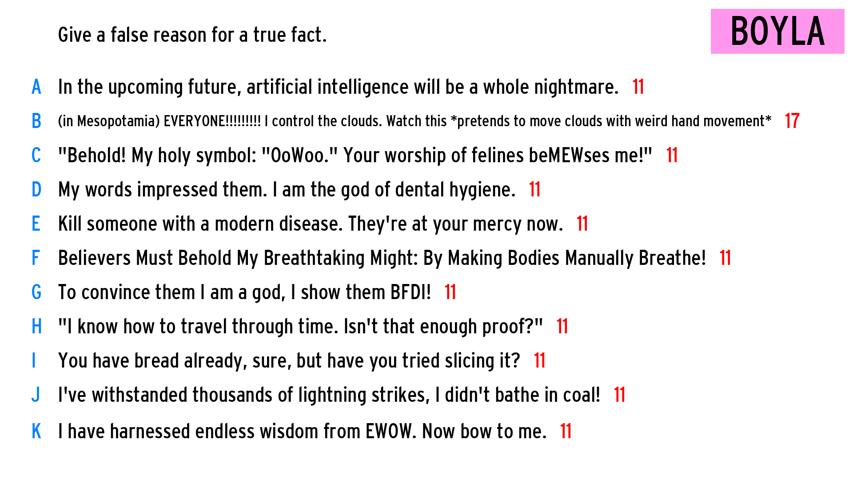 Give a false reason for a true fact.
BOYLA
A In the upcoming future, artificial intelligence will be a whole nightmare. 11
B (in Mesopotamia) EVERYONE!!!!!!!!! I control the clouds. Watch this *pretends to move clouds with weird hand movement* 17
C "Behold! My holy symbol: "OoWoo." Your worship of felines beMEWses me!" 11
D My words impressed them. I am the god of dental hygiene. 11
E Kill someone with a modern disease. They're at your mercy now. 11
F Believers Must Behold My Breathtaking Might: By Making Bodies Manually Breathe! 11
G To convince them I am a god, I show them BFDI! 11
H "I know how to travel through time. Isn't that enough proof?" 11
I You have bread already, sure, but have you tried slicing it? 11
J I've withstanded thousands of lightning strikes, I didn't bathe in coal! 11
K I have harnessed endless wisdom from EWOW. Now bow to me. 11